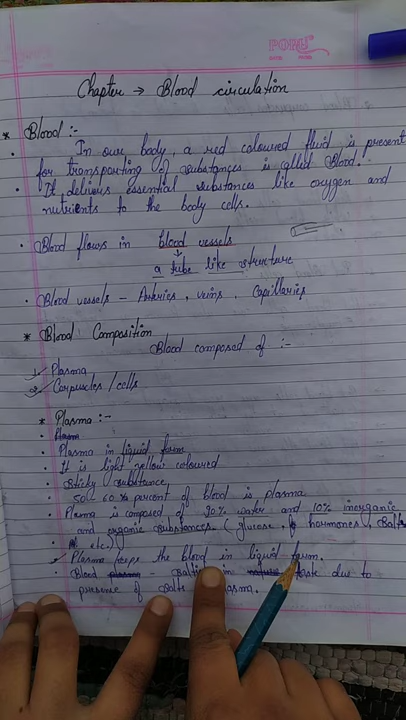 Chapter → Blood circulation
* Blood :-
• In our body, a red coloured fluid is present
for transporting of substances is called Blood.
• It delivers essential substances like oxygen and
nutrients to the body cells.
• Blood flows in blood vessels
↓
a tube like structure
• Blood vessels - Arteries, veins, Capillaries
* Blood Composition
Blood composed of :-
1. Plasma
2. Corpuscles/cells
* Plasma :-
• Plasma in liquid form
• It is light yellow coloured
• Sticky substance
• 50 - 60% percent of blood is plasma
• Plasma is composed of 90% water and 10% inorganic
and organic substances. (glucose, hormones, Salts
etc.)
• Plasma keeps the blood in liquid form.
• Blood - Salty in taste due to
presence of Salts